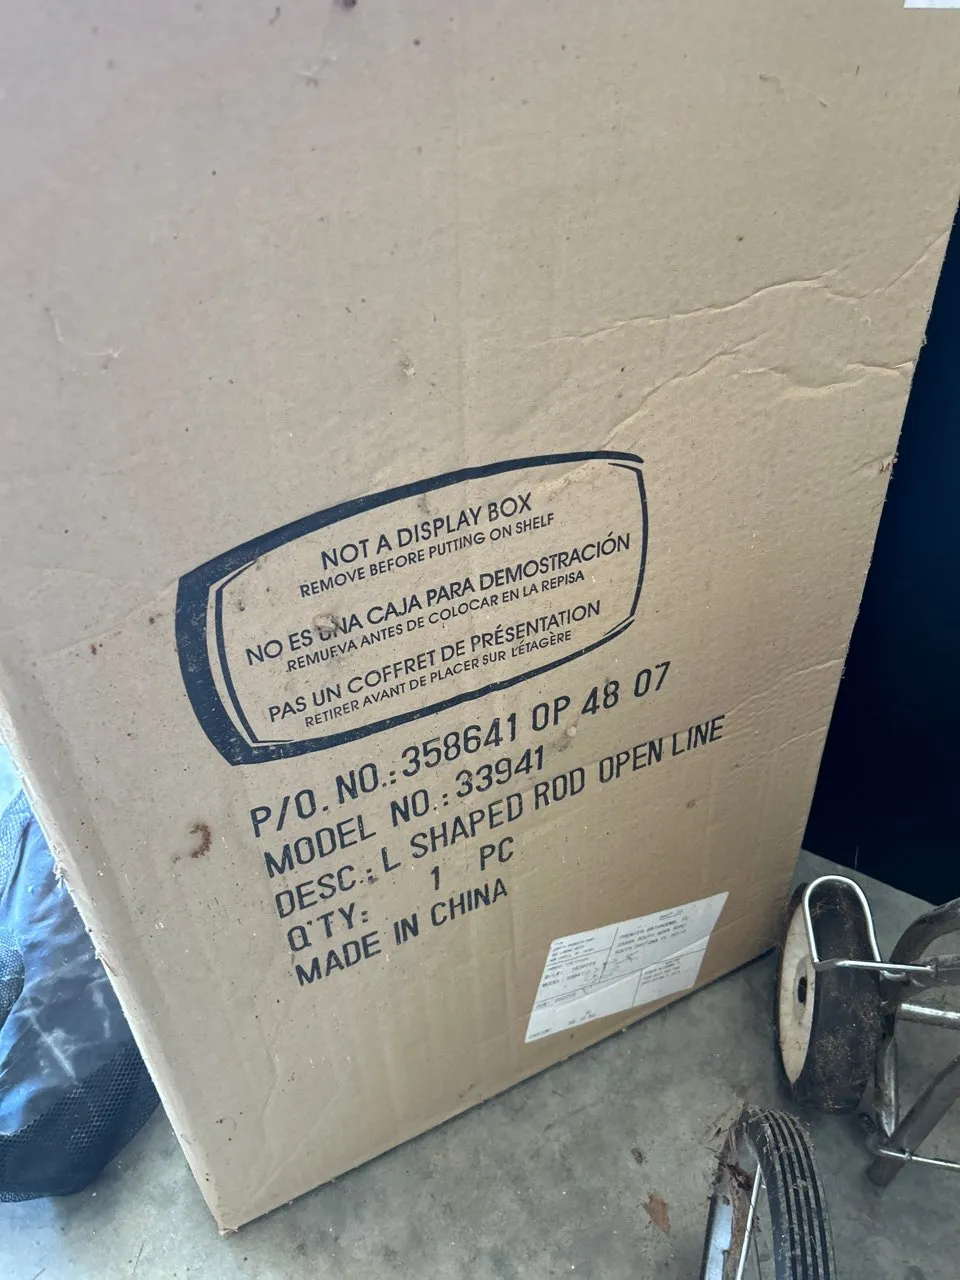 NOT A DISPLAY BOX
REMOVE BEFORE PUTTING ON SHELF
NO ES UNA CAJA PARA DEMOSTRACIÓN
REMUEVA ANTES DE COLOCAR EN LA REPISA
PAS UN COFFRET DE PRÉSENTATION
RETIRER AVANT DE PLACER SUR L'ÉTAGÈRE
P/O. NO.: 358641 OP 48 07
MODEL NO.: 33941
DESC.: L SHAPED ROD OPEN LINE
Q'TY: 1 PC
MADE IN CHINA
SHIP TO